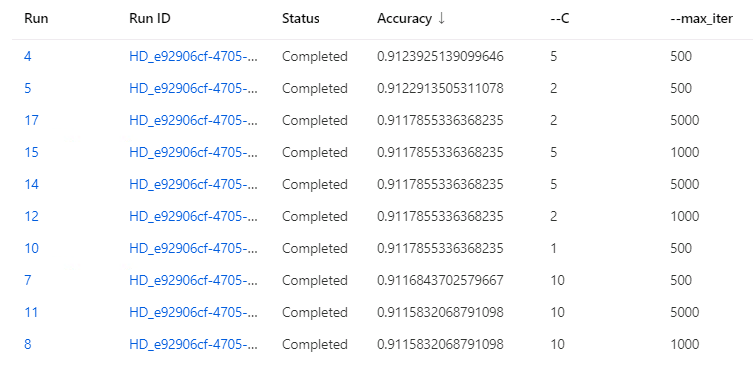 Run Run ID Status Accuracy ↓ --C --max_iter
4 HD_e92906cf-4705-... Completed 0.9123925139099646 5 500
5 HD_e92906cf-4705-... Completed 0.9122913505311078 2 500
17 HD_e92906cf-4705-... Completed 0.9117855336368235 2 5000
15 HD_e92906cf-4705-... Completed 0.9117855336368235 5 1000
14 HD_e92906cf-4705-... Completed 0.9117855336368235 5 5000
12 HD_e92906cf-4705-... Completed 0.9117855336368235 2 1000
10 HD_e92906cf-4705-... Completed 0.9117855336368235 1 500
7 HD_e92906cf-4705-... Completed 0.9116843702579667 10 500
11 HD_e92906cf-4705-... Completed 0.9115832068791098 10 5000
8 HD_e92906cf-4705-... Completed 0.9115832068791098 10 1000